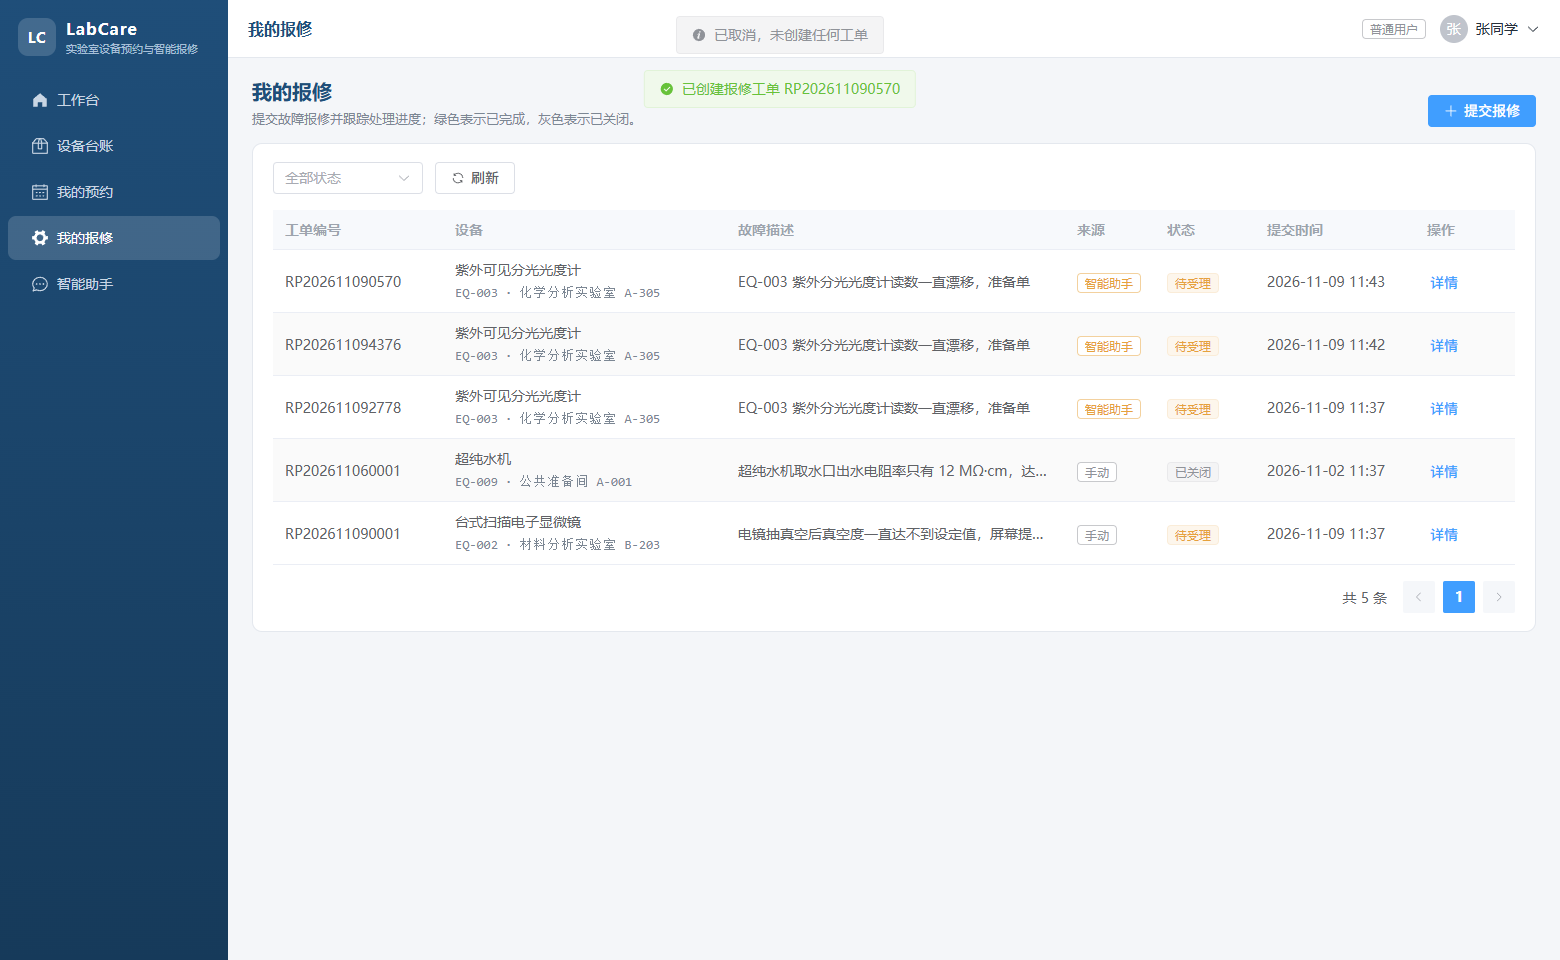 LC
LabCare
实验室设备预约与智能报修
工作台
设备台账
我的预约
我的报修
智能助手
我的报修
已取消，未创建任何工单
普通用户
张
张同学
我的报修
已创建报修工单 RP202611090570
提交故障报修并跟踪处理进度；绿色表示已完成，灰色表示已关闭。
提交报修
全部状态
刷新
工单编号 设备 故障描述 来源 状态 提交时间 操作
RP202611090570 紫外可见分光光度计 EQ-003 紫外分光光度计读数一直漂移，准备单 智能助手 待受理 2026-11-09 11:43 详情
EQ-003 · 化学分析实验室 A-305
RP202611094376 紫外可见分光光度计 EQ-003 紫外分光光度计读数一直漂移，准备单 智能助手 待受理 2026-11-09 11:42 详情
EQ-003 · 化学分析实验室 A-305
RP202611092778 紫外可见分光光度计 EQ-003 紫外分光光度计读数一直漂移，准备单 智能助手 待受理 2026-11-09 11:37 详情
EQ-003 · 化学分析实验室 A-305
RP202611060001 超纯水机 超纯水机取水口出水电阻率只有 12 MΩ·cm，达... 手动 已关闭 2026-11-02 11:37 详情
EQ-009 · 公共准备间 A-001
RP202611090001 台式扫描电子显微镜 电镜抽真空后真空度一直达不到设定值，屏幕提... 手动 待受理 2026-11-09 11:37 详情
EQ-002 · 材料分析实验室 B-203
共 5 条
1